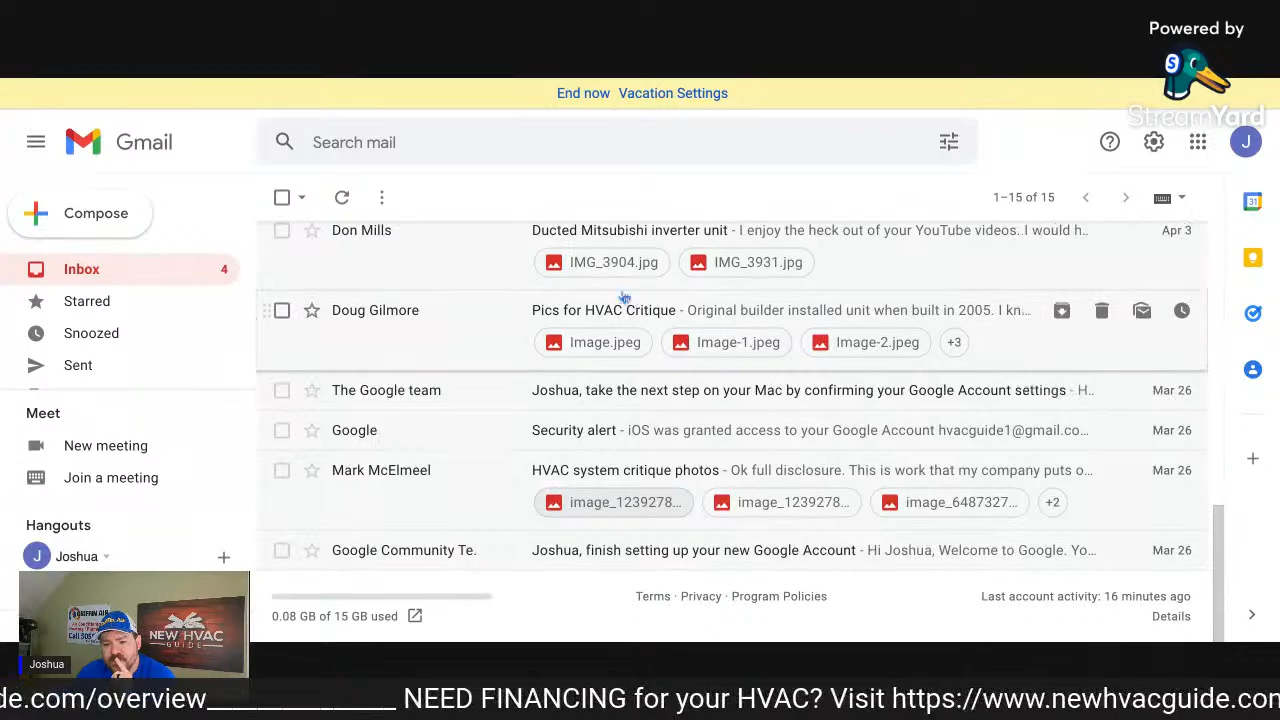 Powered by
S
StreamYard
End now Vacation Settings
Gmail
Search mail
J
Compose
1–15 of 15
31
Inbox 4
Starred
Snoozed
Sent
Don Mills Ducted Mitsubishi inverter unit - I enjoy the heck out of your YouTube videos. I would h.. Apr 3
IMG_3904.jpg IMG_3931.jpg
Doug Gilmore Pics for HVAC Critique - Original builder installed unit when built in 2005. I kn...
Image.jpeg Image-1.jpeg Image-2.jpeg +3
The Google team Joshua, take the next step on your Mac by confirming your Google Account settings - H.. Mar 26
Google Security alert - iOS was granted access to your Google Account hvacguide1@gmail.co... Mar 26
Mark McElmeel HVAC system critique photos - Ok full disclosure. This is work that my company puts o... Mar 26
image_1239278... image_1239278... image_6487327... +2
Google Community Te. Joshua, finish setting up your new Google Account - Hi Joshua, Welcome to Google. Yo... Mar 26
Meet
New meeting
Join a meeting
Hangouts
J Joshua
Terms · Privacy · Program Policies
Last account activity: 16 minutes ago
0.08 GB of 15 GB used
Details
GRIFFIN AIR
NEW HVAC
GUIDE
Joshua
de.com/overview______________ NEED FINANCING for your HVAC? Visit https://www.newhvacguide.con